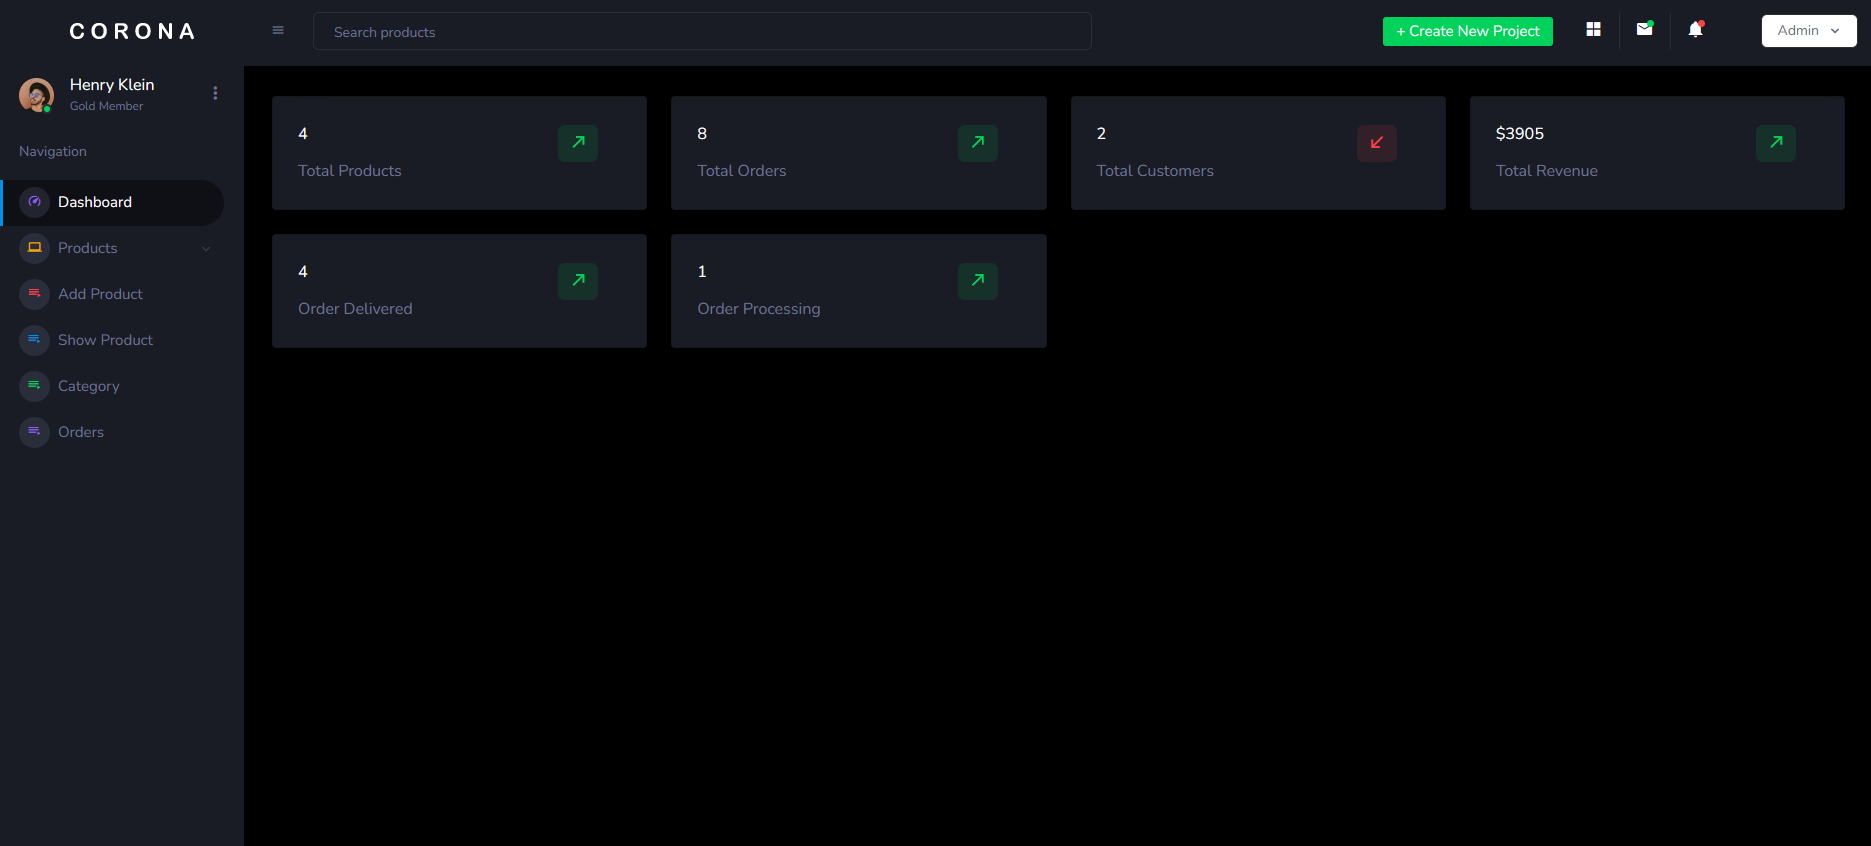 CORONA
Search products
+ Create New Project
Admin
Henry Klein
Gold Member
Navigation
Dashboard
Products
Add Product
Show Product
Category
Orders
4
Total Products
8
Total Orders
2
Total Customers
$3905
Total Revenue
4
Order Delivered
1
Order Processing